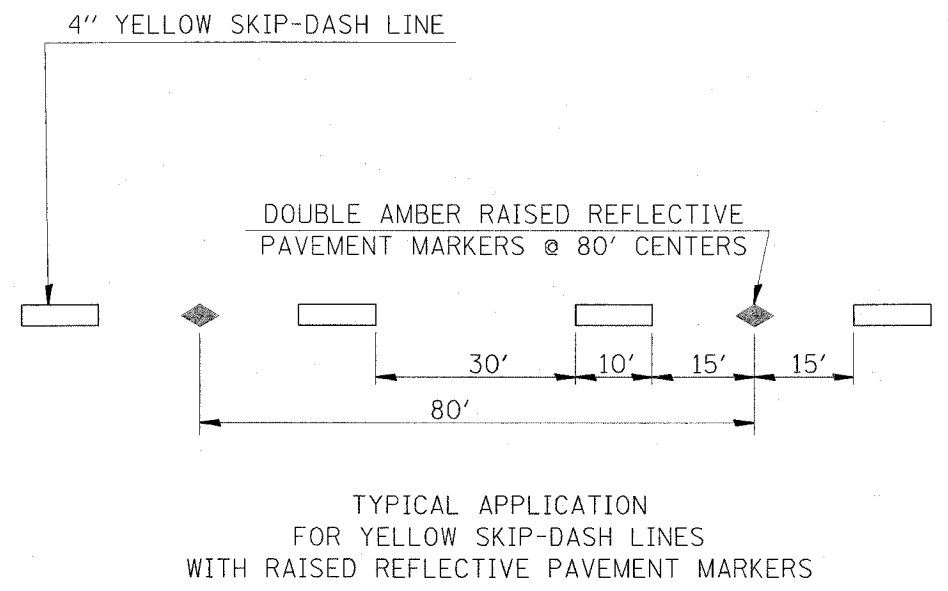 4'' YELLOW SKIP-DASH LINE
DOUBLE AMBER RAISED REFLECTIVE
PAVEMENT MARKERS @ 80' CENTERS
30'
10'
15'
15'
80'
TYPICAL APPLICATION
FOR YELLOW SKIP-DASH LINES
WITH RAISED REFLECTIVE PAVEMENT MARKERS